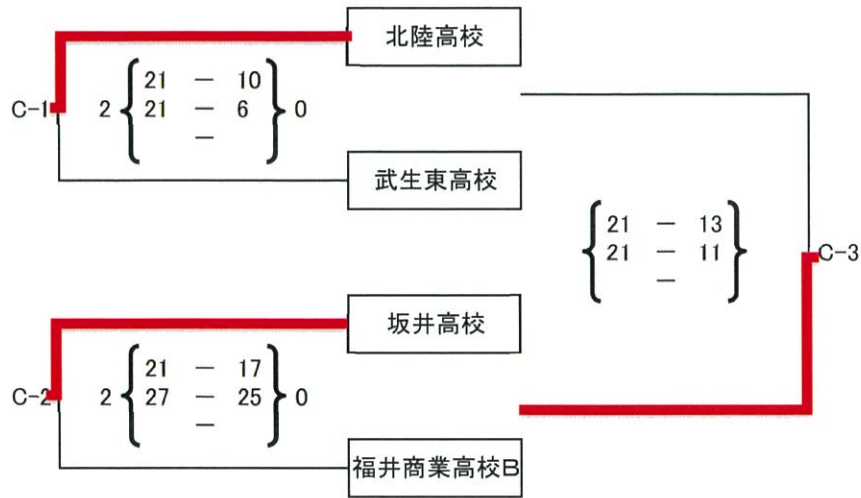 北陸高校
21 － 10
C-1 2 21 － 6 0
－
武生東高校
21 － 13
21 － 11 C-3
－
坂井高校
21 － 17
C-2 2 27 － 25 0
－
福井商業高校B